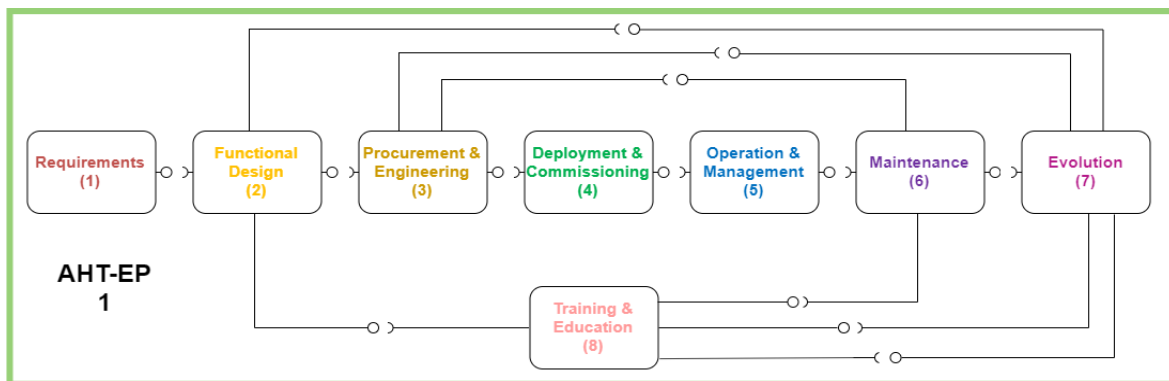 Requirements
(1)
Functional
Design
(2)
Procurement &
Engineering
(3)
Deployment &
Commissioning
(4)
Operation &
Management
(5)
Maintenance
(6)
Evolution
(7)
AHT-EP
1
Training &
Education
(8)